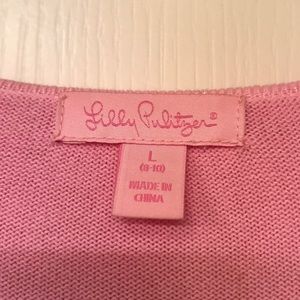 Lilly Pulitzer®
L
(8-10)
MADE IN
CHINA